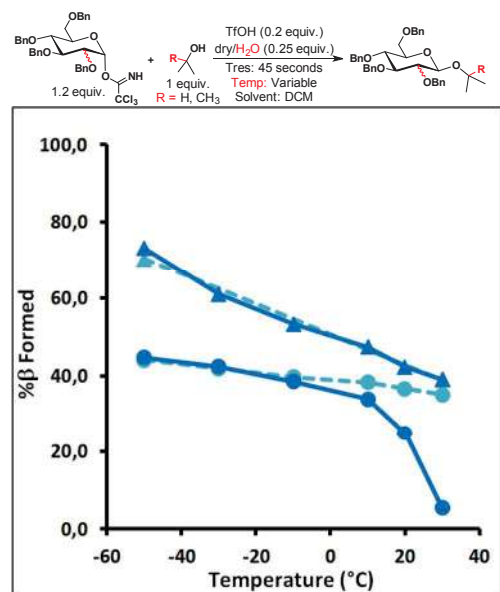 OBn
BnO
BnO
OBn
O
O
NH
CCl3
1.2 equiv.
+
R
OH
1 equiv.
R = H, CH3
TfOH (0.2 equiv.)
dry/H2O (0.25 equiv.)
Tres: 45 seconds
Temp: Variable
Solvent: DCM
OBn
BnO
BnO
O
O
R
OBn
%β Formed
100,0
80,0
60,0
40,0
20,0
0,0
-60
-40
-20
0
20
40
Temperature (°C)